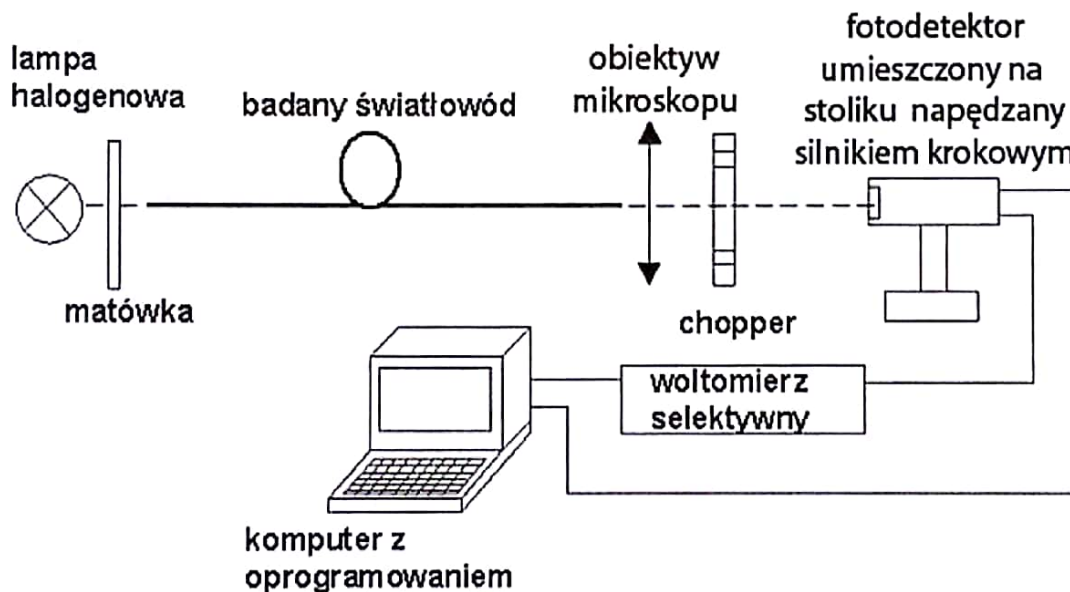 lampa
halogenowa
badany światłowód
obiektyw
mikroskopu
fotodetektor
umieszczony na
stoliku napędzany
silnikiem krokowym
matówka
chopper
woltomierz
selektywny
komputer z
oprogramowaniem